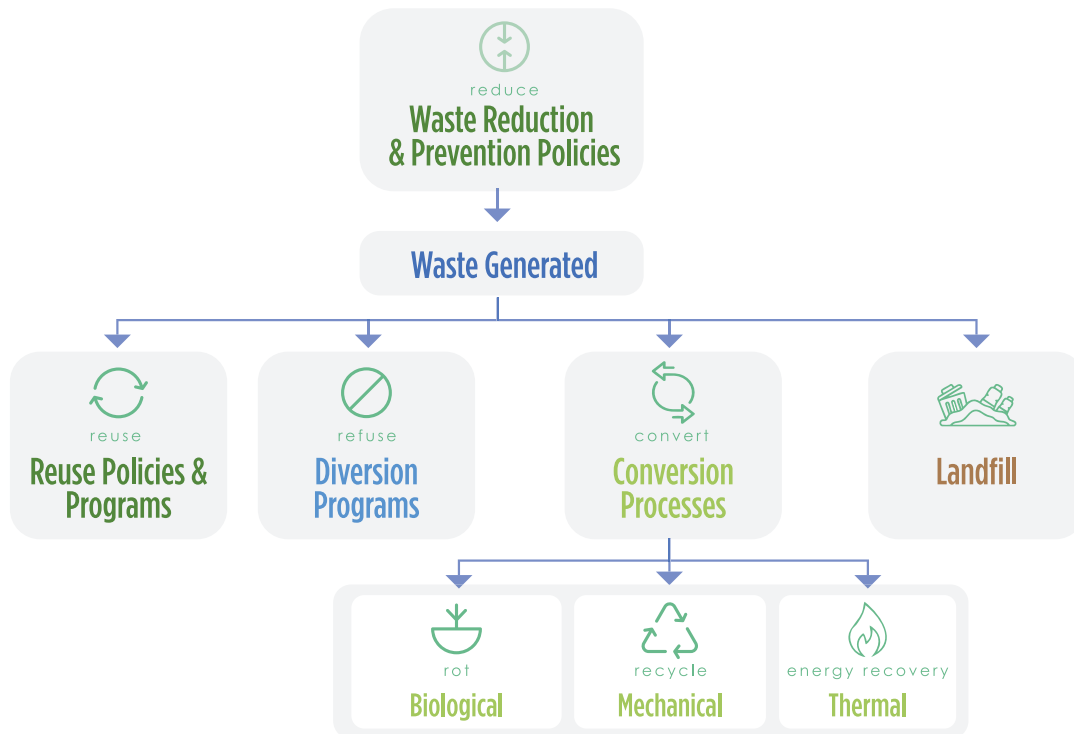 reduce
Waste Reduction
& Prevention Policies
Waste Generated
reuse
Reuse Policies &
Programs
refuse
Diversion
Programs
convert
Conversion
Processes
Landfill
rot
Biological
recycle
Mechanical
energy recovery
Thermal